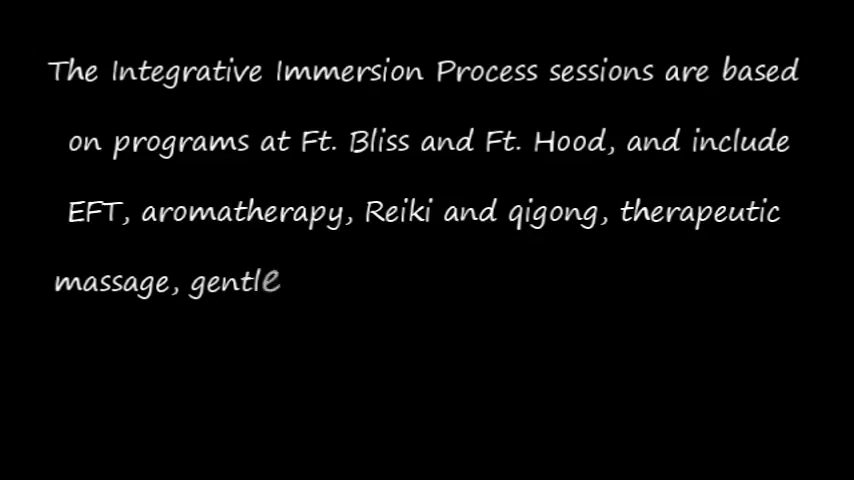 The Integrative Immersion Process sessions are based
on programs at Ft. Bliss and Ft. Hood, and include
EFT, aromatherapy, Reiki and qigong, therapeutic
massage, gentle